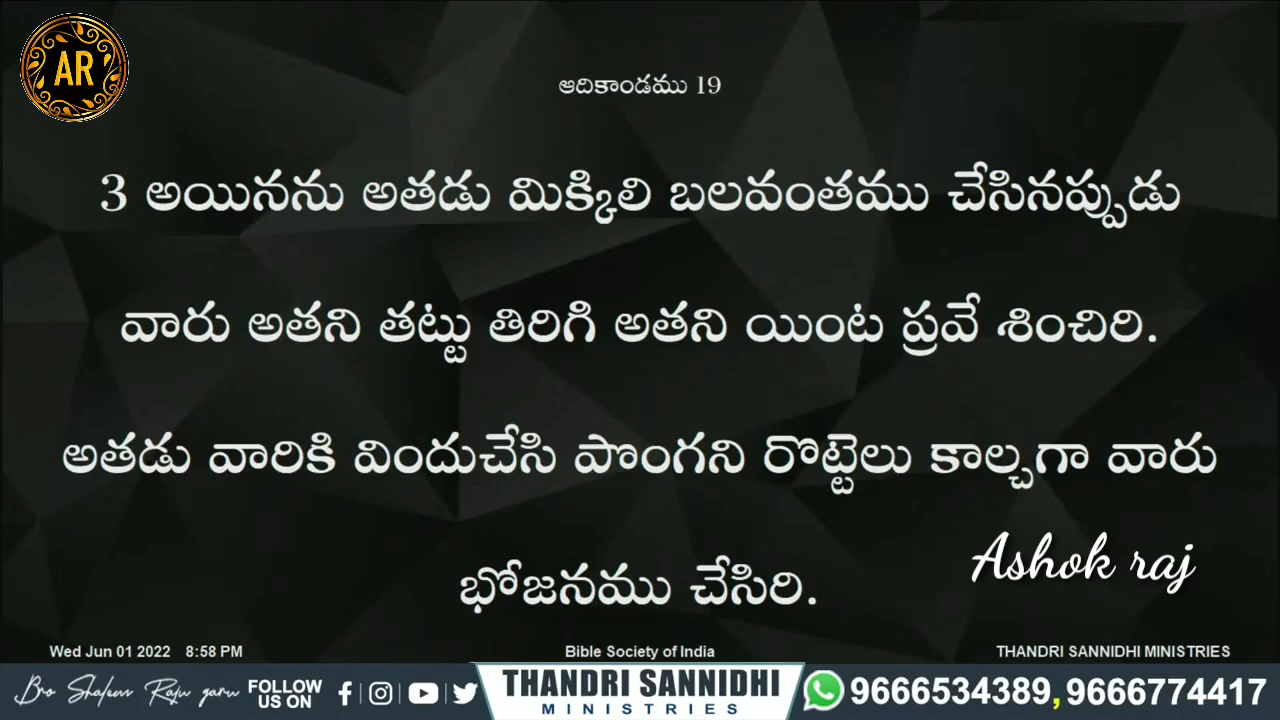 AR
ఆదికాండము 19
3 అయినను అతడు మిక్కిలి బలవంతము చేసినప్పుడు
వారు అతని తట్టు తిరిగి అతని యింట ప్రవే శించిరి.
అతడు వారికి విందుచేసి పొంగని రొట్టెలు కాల్చగా వారు
భోజనము చేసిరి.
Ashok raj
Wed Jun 01 2022 8:58 PM Bible Society of India THANDRI SANNIDHI MINISTRIES
Bro Shalem Raju garu FOLLOW US ON THANDRI SANNIDHI MINISTRIES 9666534389, 9666774417